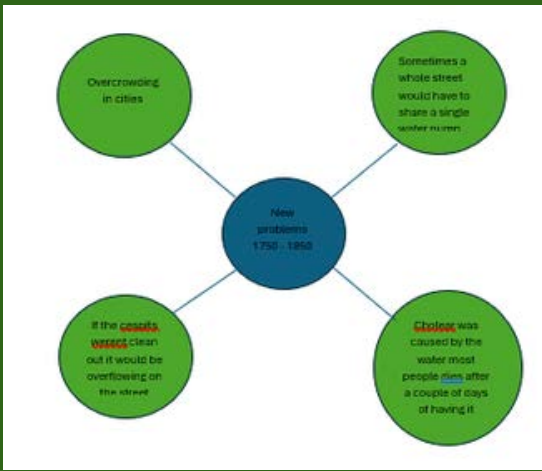 Overcrowding
in cities
Sometimes a
whole street
would have to
share a single
water pump
New
problems
1750 - 1850
If the cespits
werent clean
out it would be
overflowing on
the street
Cholear was
caused by the
water most
people dies after
a couple of days
of having it